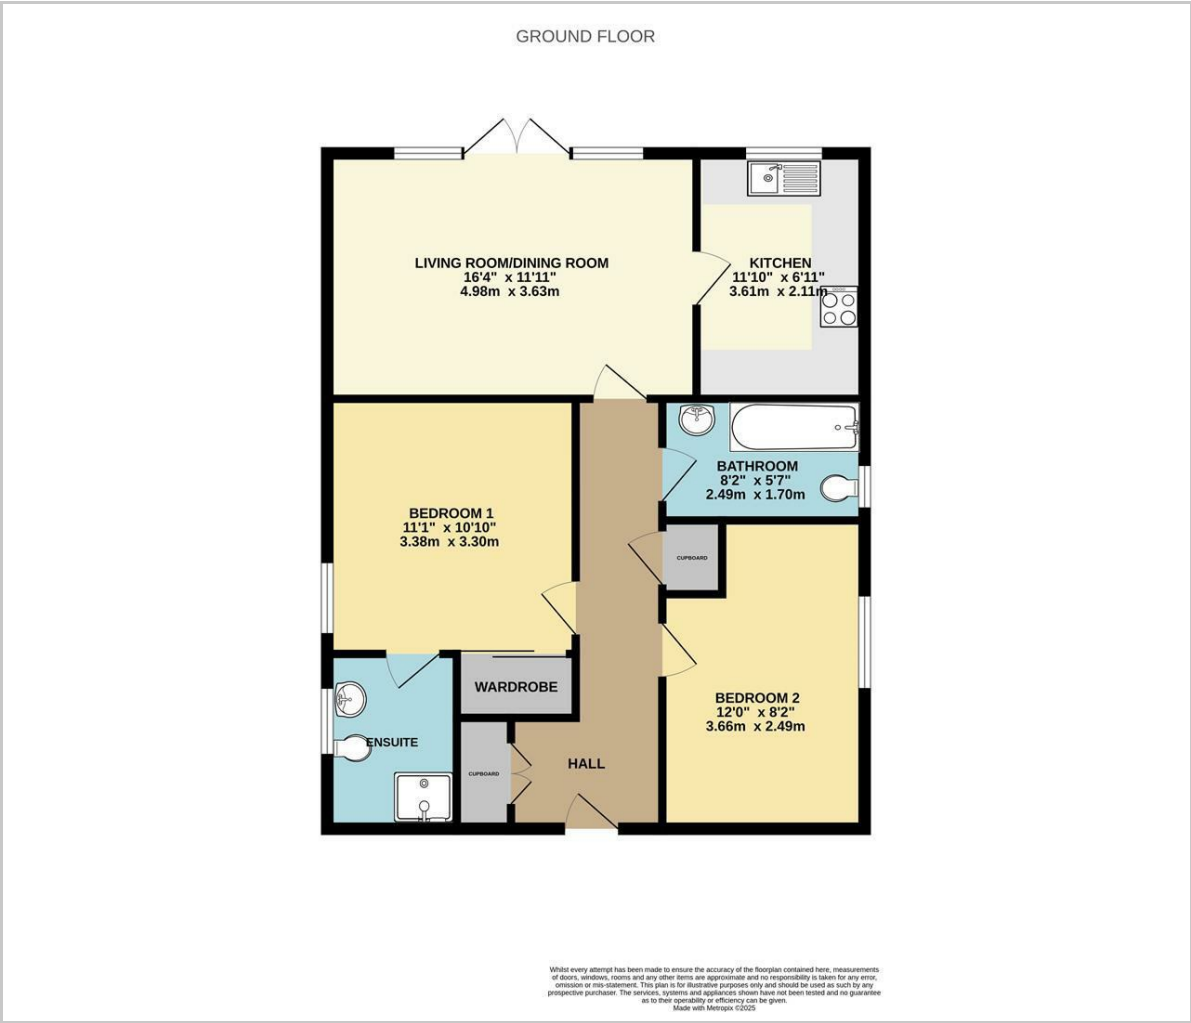 GROUND FLOOR
LIVING ROOM/DINING ROOM
16'4" x 11'11"
4.98m x 3.63m
KITCHEN
11'10" x 6'11"
3.61m x 2.11m
BATHROOM
8'2" x 5'7"
2.49m x 1.70m
BEDROOM 1
11'1" x 10'10"
3.38m x 3.30m
CUPBOARD
WARDROBE
BEDROOM 2
12'0" x 8'2"
3.66m x 2.49m
ENSUITE
CUPBOARD
HALL
Whilst every attempt has been made to ensure the accuracy of the floorplan contained here, measurements
of doors, windows, rooms and any other items are approximate and no responsibility is taken for any error,
omission or mis-statement. This plan is for illustrative purposes only and should be used as such by any
prospective purchaser. The services, systems and appliances shown have not been tested and no guarantee
as to their operability or efficiency can be given.
Made with Metropix ©2025